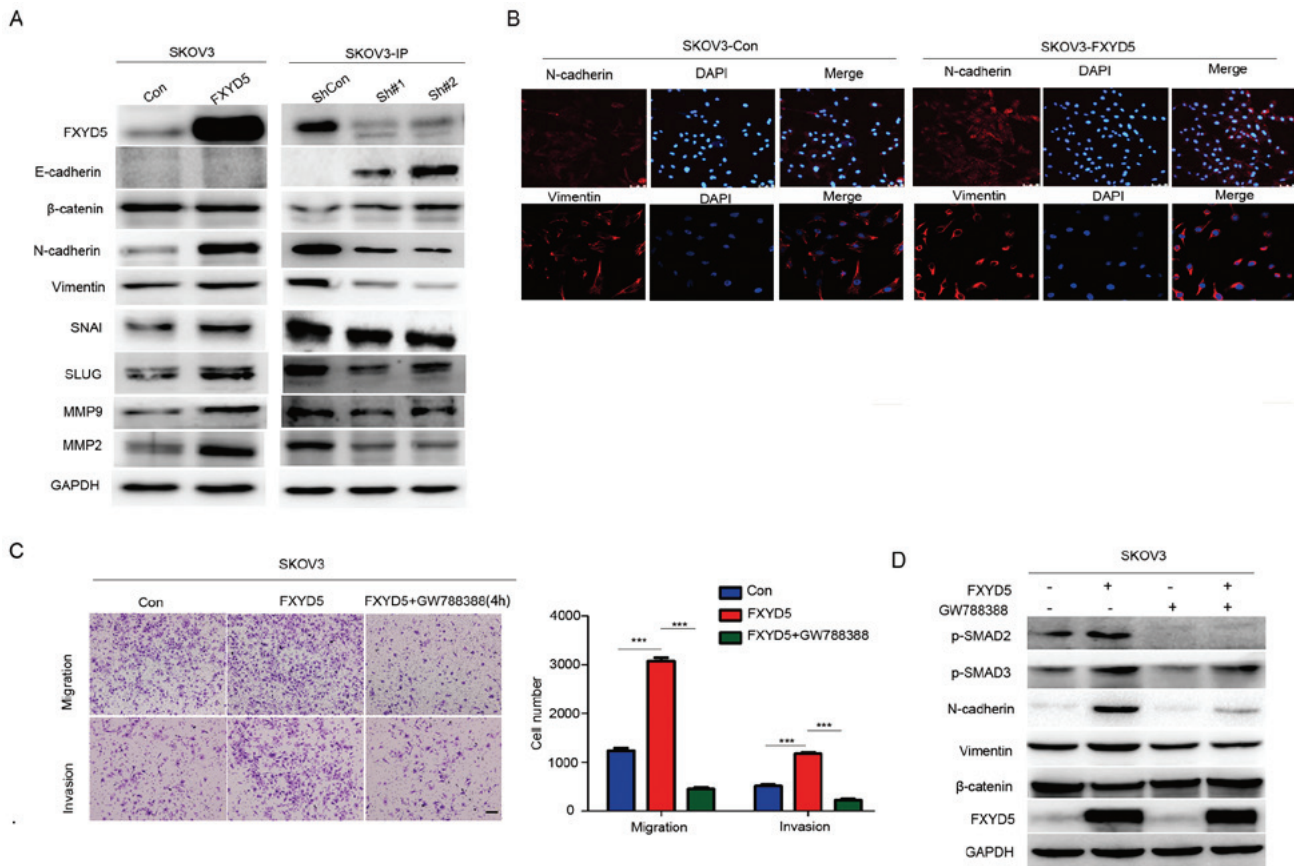 A
SKOV3
SKOV3-IP
Con
FXYD5
ShCon
Sh#1
Sh#2
FXYD5
E-cadherin
β-catenin
N-cadherin
Vimentin
SNAI
SLUG
MMP9
MMP2
GAPDH
B
SKOV3-Con
SKOV3-FXYD5
N-cadherin
DAPI
Merge
N-cadherin
DAPI
Merge
Vimentin
DAPI
Merge
Vimentin
DAPI
Merge
C
SKOV3
Con
FXYD5
FXYD5+GW788388(4h)
Migration
Invasion
Con
FXYD5
FXYD5+GW788388
Cell number
4000
3000
2000
1000
0
***
***
***
***
Migration
Invasion
D
SKOV3
FXYD5 - + - +
GW788388 - - + +
p-SMAD2
p-SMAD3
N-cadherin
Vimentin
β-catenin
FXYD5
GAPDH